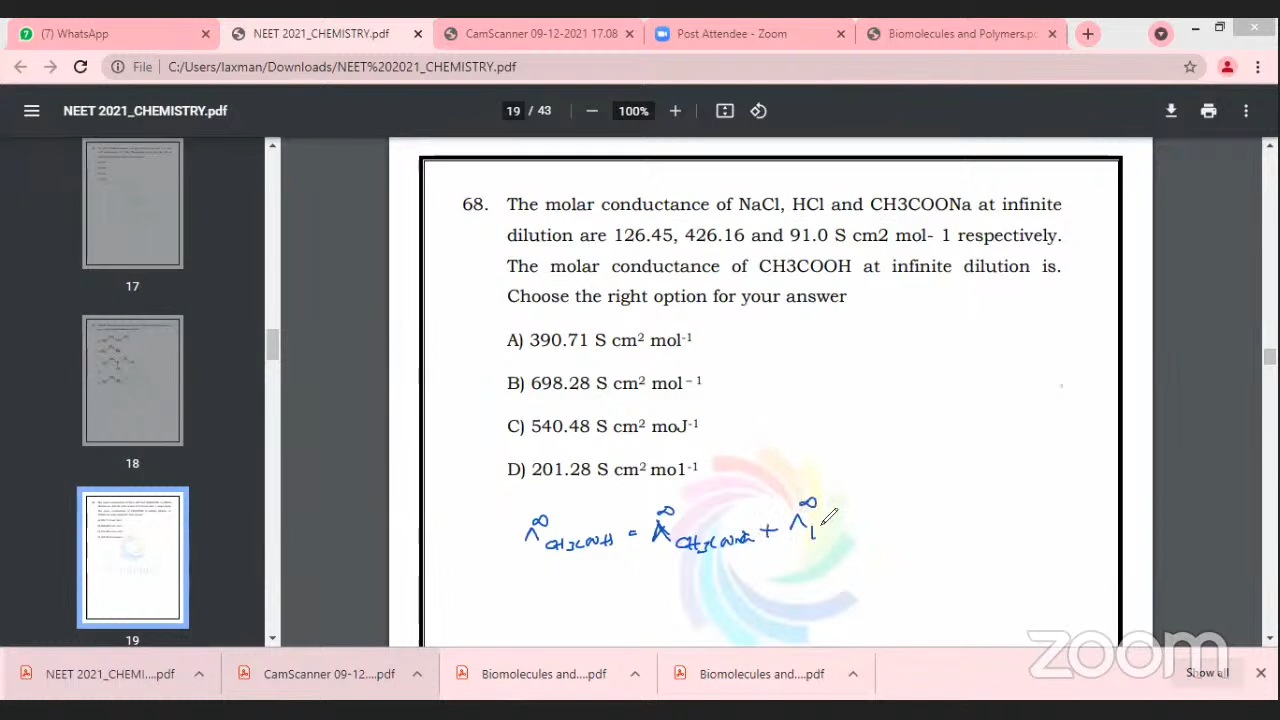 (7) WhatsApp
NEET 2021_CHEMISTRY.pdf
CamScanner 09-12-2021 17.08
Post Attendee - Zoom
Biomolecules and Polymers.pd
File
C:/Users/laxman/Downloads/NEET%202021_CHEMISTRY.pdf
NEET 2021_CHEMISTRY.pdf
19 / 43
100%
17
18
19
68. The molar conductance of NaCl, HCl and CH3COONa at infinite
dilution are 126.45, 426.16 and 91.0 S cm2 mol- 1 respectively.
The molar conductance of CH3COOH at infinite dilution is.
Choose the right option for your answer
A) 390.71 S cm² mol⁻¹
B) 698.28 S cm² mol ⁻ ¹
C) 540.48 S cm² moJ⁻¹
D) 201.28 S cm² mo1⁻¹
Λ∞ CH3COOH = Λ∞ CH3COONa + Λ∞
zoom
NEET 2021_CHEMI....pdf
CamScanner 09-12....pdf
Biomolecules and....pdf
Biomolecules and....pdf
Show all